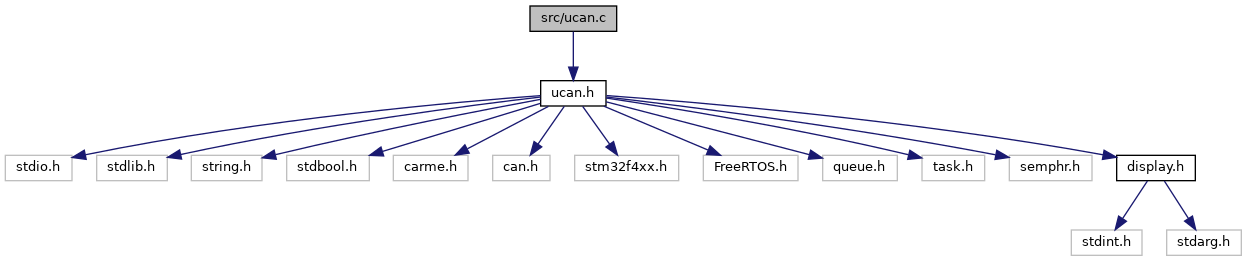 src/ucan.c
ucan.h
stdio.h
stdlib.h
string.h
stdbool.h
carme.h
can.h
stm32f4xx.h
FreeRTOS.h
queue.h
task.h
semphr.h
display.h
stdint.h
stdarg.h